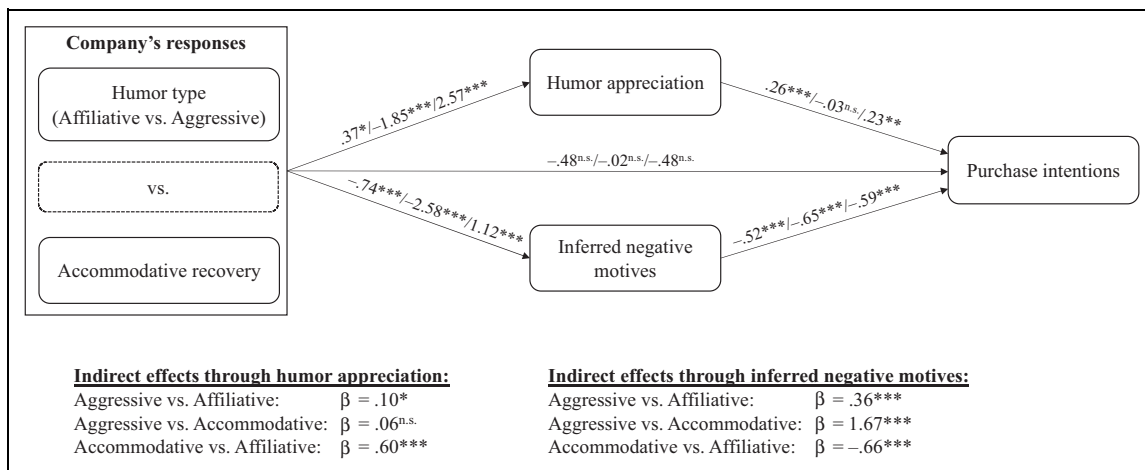 Company's responses
Humor type
(Affiliative vs. Aggressive)
vs.
Accommodative recovery
Humor appreciation
Inferred negative
motives
Purchase intentions
.37*/–1.85***/2.57***
.26***/–.03n.s./.23**
–.48n.s./–.02n.s./–.48n.s.
–.74***/–2.58***/1.12***
–.52***/–.65***/–.59***
Indirect effects through humor appreciation:
Aggressive vs. Affiliative: β = .10*
Aggressive vs. Accommodative: β = .06n.s.
Accommodative vs. Affiliative: β = .60***
Indirect effects through inferred negative motives:
Aggressive vs. Affiliative: β = .36***
Aggressive vs. Accommodative: β = 1.67***
Accommodative vs. Affiliative: β = –.66***